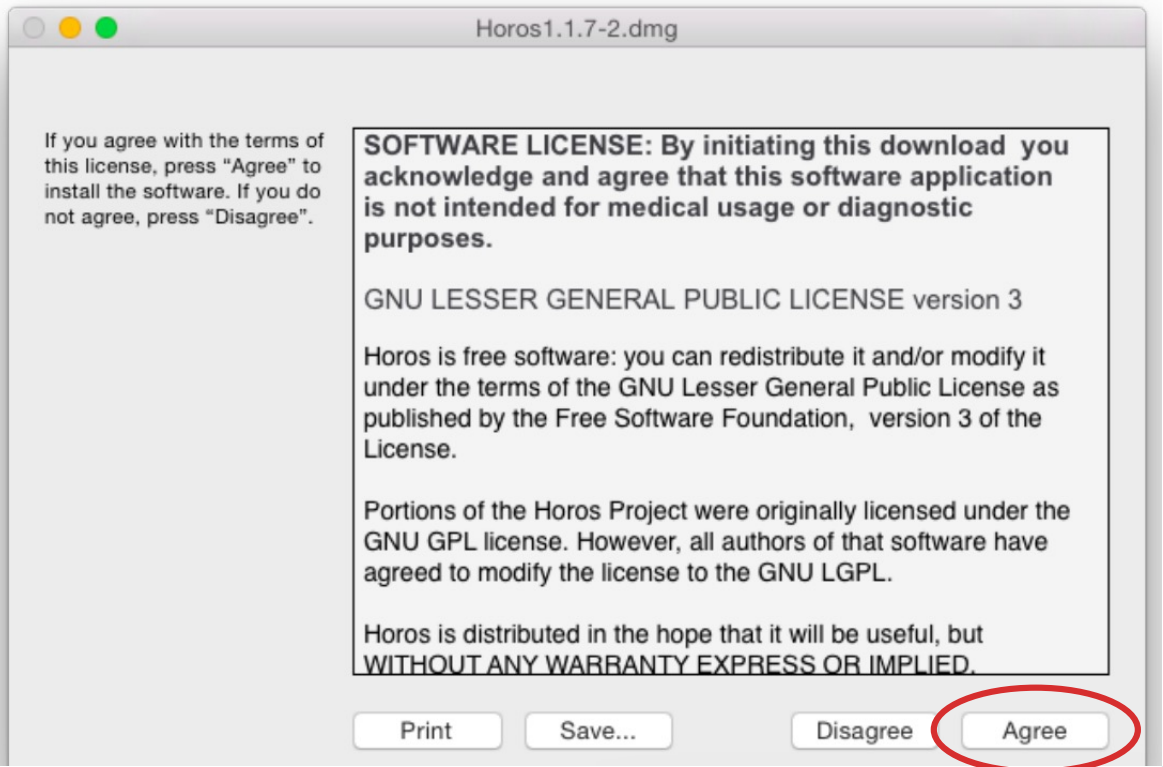 Horos1.1.7-2.dmg
If you agree with the terms of
this license, press “Agree” to
install the software. If you do
not agree, press “Disagree”.
SOFTWARE LICENSE: By initiating this download  you
acknowledge and agree that this software application
is not intended for medical usage or diagnostic
purposes.
GNU LESSER GENERAL PUBLIC LICENSE version 3
Horos is free software: you can redistribute it and/or modify it
under the terms of the GNU Lesser General Public License as
published by the Free Software Foundation,  version 3 of the
License.
Portions of the Horos Project were originally licensed under the
GNU GPL license. However, all authors of that software have
agreed to modify the license to the GNU LGPL.
Horos is distributed in the hope that it will be useful, but
WITHOUT ANY WARRANTY EXPRESS OR IMPLIED.
Print Save... Disagree Agree